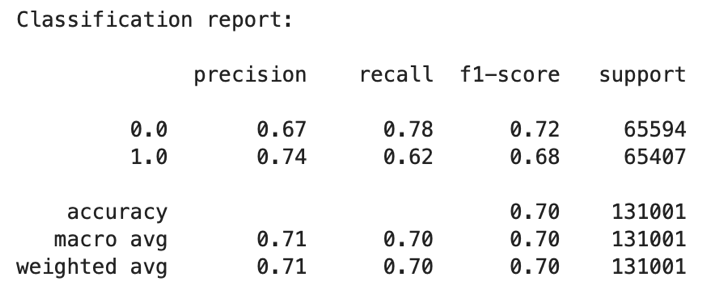 Classification report:
precision recall f1-score support
0.0 0.67 0.78 0.72 65594
1.0 0.74 0.62 0.68 65407
accuracy 0.70 131001
macro avg 0.71 0.70 0.70 131001
weighted avg 0.71 0.70 0.70 131001